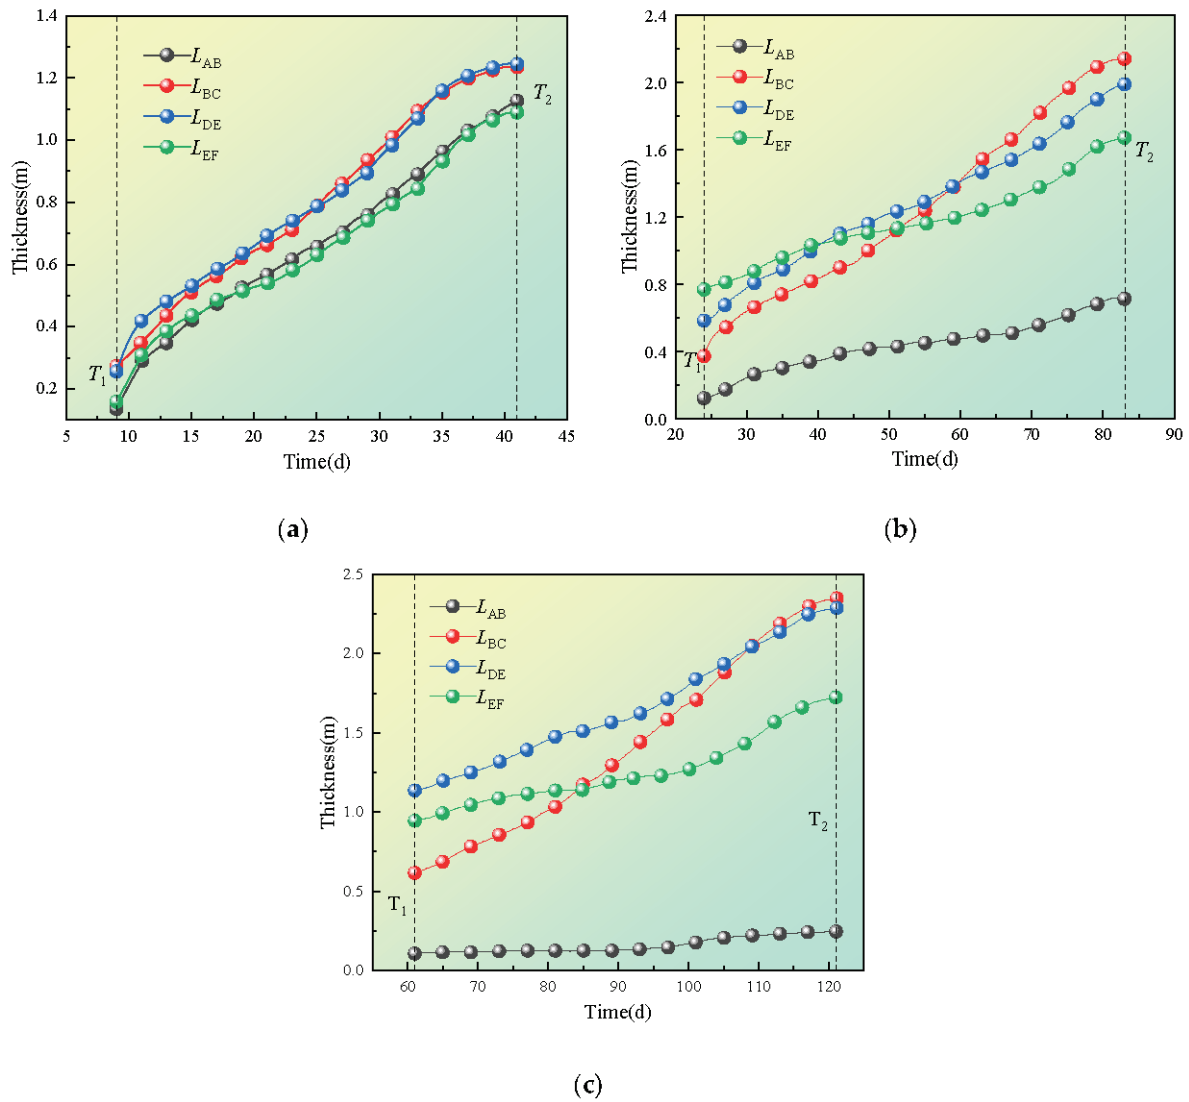 1.4
1.2
1.0
0.8
0.6
0.4
0.2
Thickness(m)
L_AB
L_BC
L_DE
L_EF
T_1
T_2
5 10 15 20 25 30 35 40 45
Time(d)
(a)
2.4
2.0
1.6
1.2
0.8
0.4
0.0
Thickness(m)
L_AB
L_BC
L_DE
L_EF
T_1
T_2
20 30 40 50 60 70 80 90
Time(d)
(b)
2.5
2.0
1.5
1.0
0.5
0.0
Thickness(m)
L_AB
L_BC
L_DE
L_EF
T_1
T_2
60 70 80 90 100 110 120
Time(d)
(c)